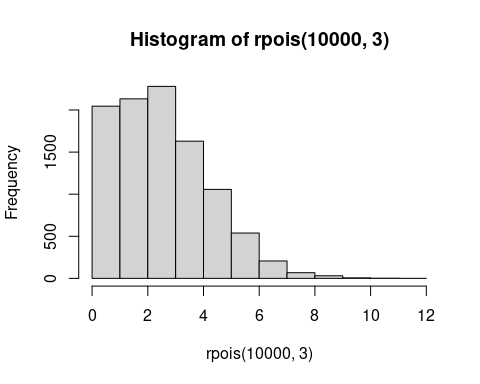 Histogram of rpois(10000, 3)
Frequency
1500
500
0
0 2 4 6 8 10 12
rpois(10000, 3)